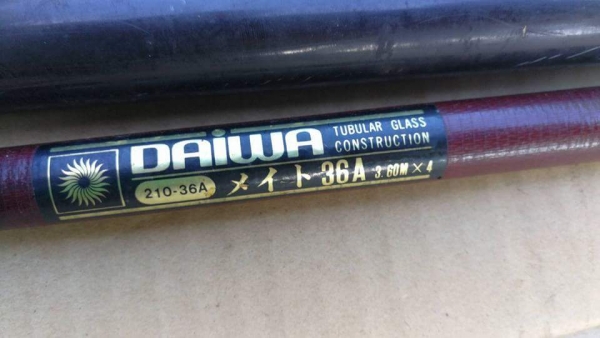 DAIWA TUBULAR GLASS CONSTRUCTION
210-36A メイト 36A 3.60M×4